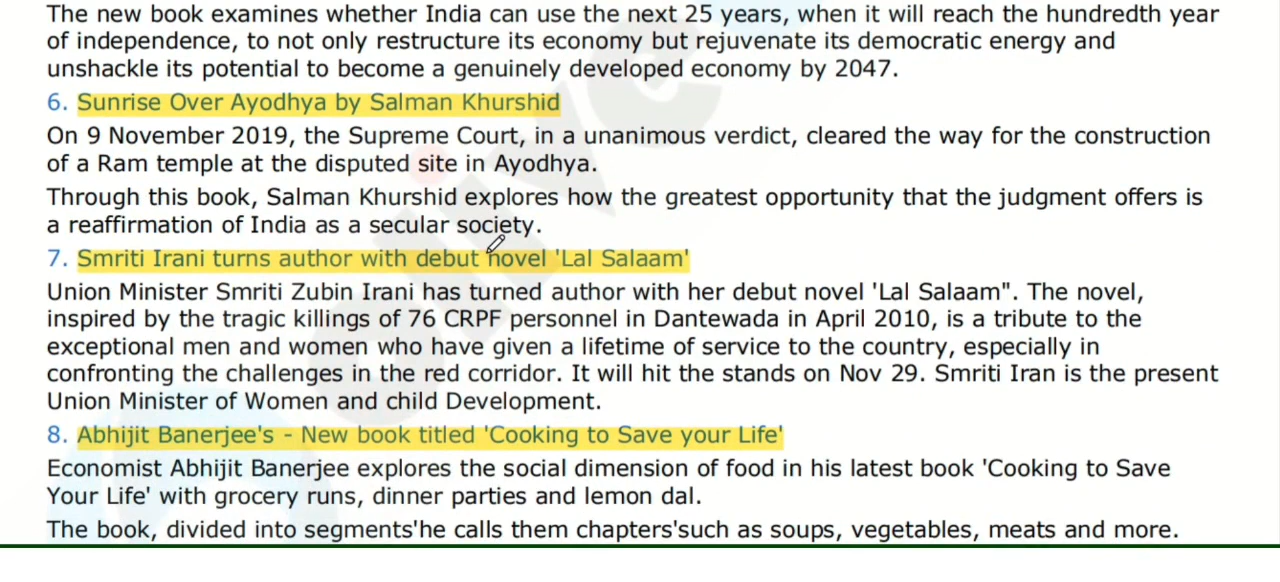 The new book examines whether India can use the next 25 years, when it will reach the hundredth year
of independence, to not only restructure its economy but rejuvenate its democratic energy and
unshackle its potential to become a genuinely developed economy by 2047.
6. Sunrise Over Ayodhya by Salman Khurshid
On 9 November 2019, the Supreme Court, in a unanimous verdict, cleared the way for the construction
of a Ram temple at the disputed site in Ayodhya.
Through this book, Salman Khurshid explores how the greatest opportunity that the judgment offers is
a reaffirmation of India as a secular society.
7. Smriti Irani turns author with debut novel 'Lal Salaam'
Union Minister Smriti Zubin Irani has turned author with her debut novel 'Lal Salaam". The novel,
inspired by the tragic killings of 76 CRPF personnel in Dantewada in April 2010, is a tribute to the
exceptional men and women who have given a lifetime of service to the country, especially in
confronting the challenges in the red corridor. It will hit the stands on Nov 29. Smriti Iran is the present
Union Minister of Women and child Development.
8. Abhijit Banerjee's - New book titled 'Cooking to Save your Life'
Economist Abhijit Banerjee explores the social dimension of food in his latest book 'Cooking to Save
Your Life' with grocery runs, dinner parties and lemon dal.
The book, divided into segments'he calls them chapters'such as soups, vegetables, meats and more.